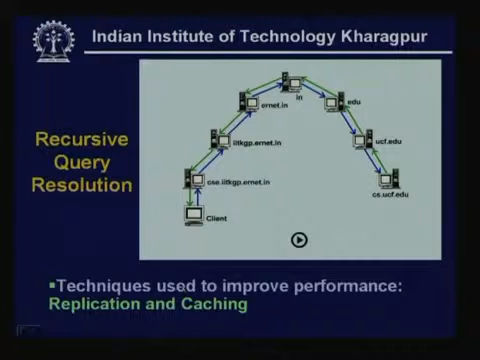 Indian Institute of Technology Kharagpur
Recursive
Query
Resolution
in
ernet.in
edu
iitkgp.ernet.in
ucf.edu
cse.iitkgp.ernet.in
cs.ucf.edu
Client
▪Techniques used to improve performance:
Replication and Caching